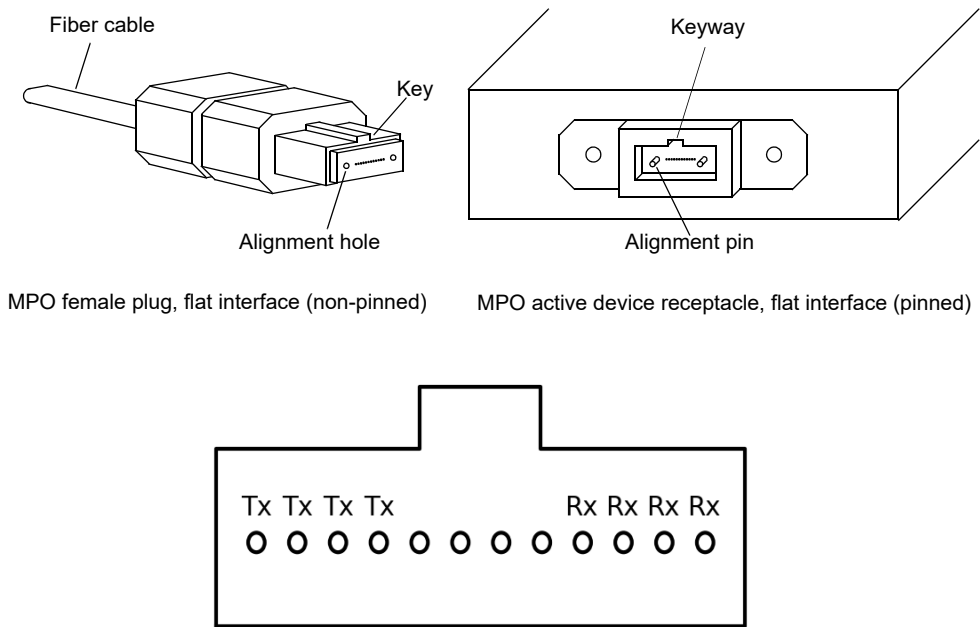 Fiber cable
Keyway
Key
Alignment hole
Alignment pin
MPO female plug, flat interface (non-pinned)
MPO active device receptacle, flat interface (pinned)
Tx Tx Tx Tx Rx Rx Rx Rx